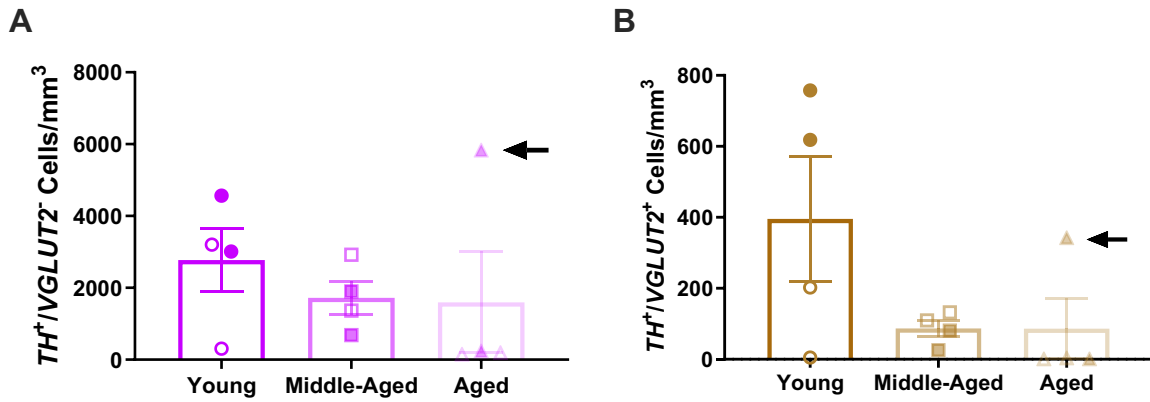 A
TH⁺/VGLUT2⁻ Cells/mm³
8000
6000
4000
2000
0
Young Middle-Aged Aged
B
TH⁺/VGLUT2⁺ Cells/mm³
800
600
400
200
0
Young Middle-Aged Aged